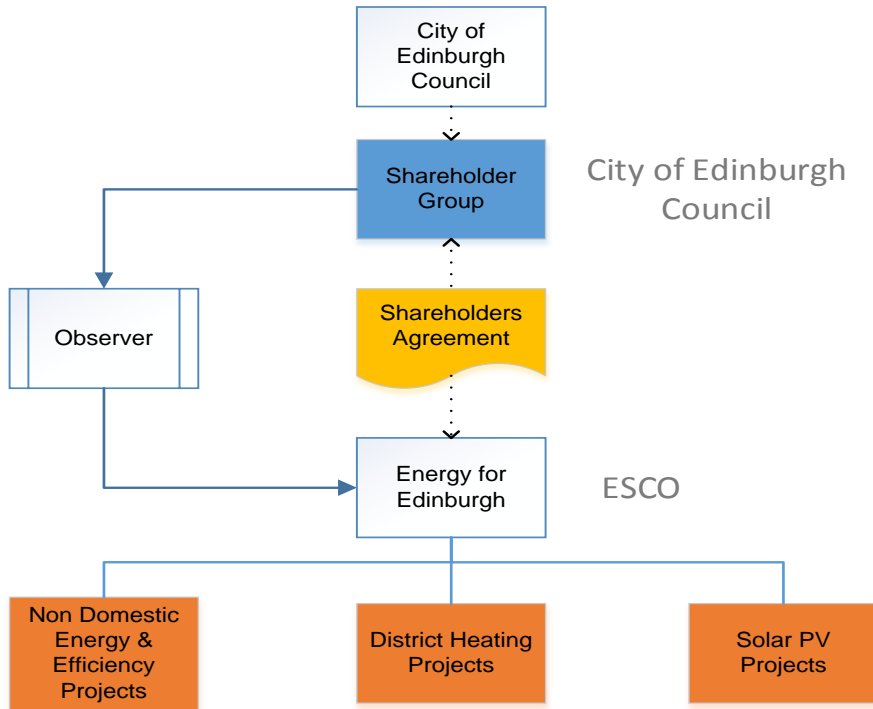 City of
Edinburgh
Council
Shareholder
Group
City of Edinburgh
Council
Shareholders
Agreement
Observer
Energy for
Edinburgh
ESCO
Non Domestic
Energy &
Efficiency
Projects
District Heating
Projects
Solar PV
Projects